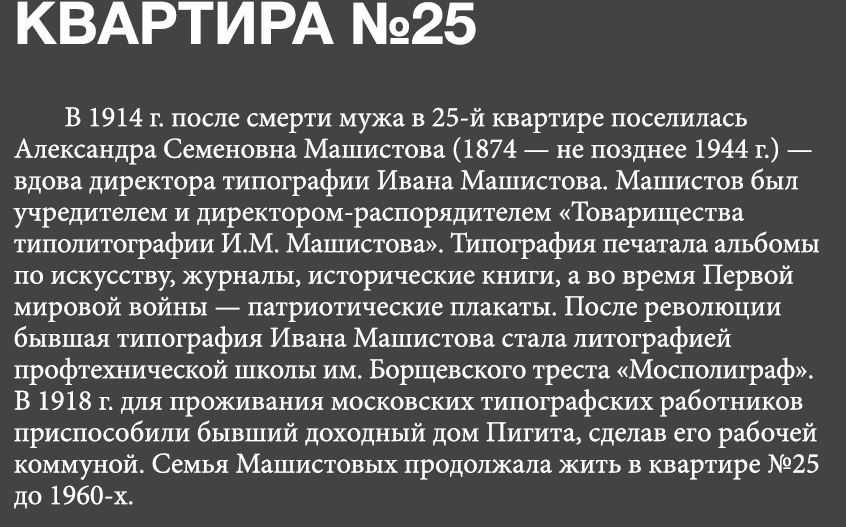 КВАРТИРА №25
В 1914 г. после смерти мужа в 25-й квартире поселилась
Александра Семеновна Машистова (1874 — не позднее 1944 г.) —
вдова директора типографии Ивана Машистова. Машистов был
учредителем и директором-распорядителем «Товарищества
типолитографии И.М. Машистова». Типография печатала альбомы
по искусству, журналы, исторические книги, а во время Первой
мировой войны — патриотические плакаты. После революции
бывшая типография Ивана Машистова стала литографией
профтехнической школы им. Борщевского треста «Мосполиграф».
В 1918 г. для проживания московских типографских работников
приспособили бывший доходный дом Пигита, сделав его рабочей
коммуной. Семья Машистовых продолжала жить в квартире №25
до 1960-х.